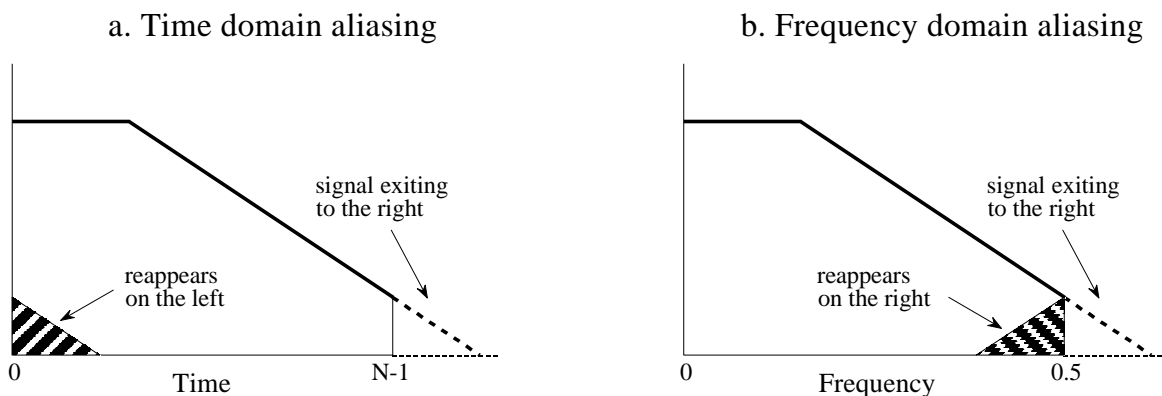 a. Time domain aliasing
signal exiting
to the right
reappears
on the left
0
N-1
Time
b. Frequency domain aliasing
signal exiting
to the right
reappears
on the right
0
0.5
Frequency